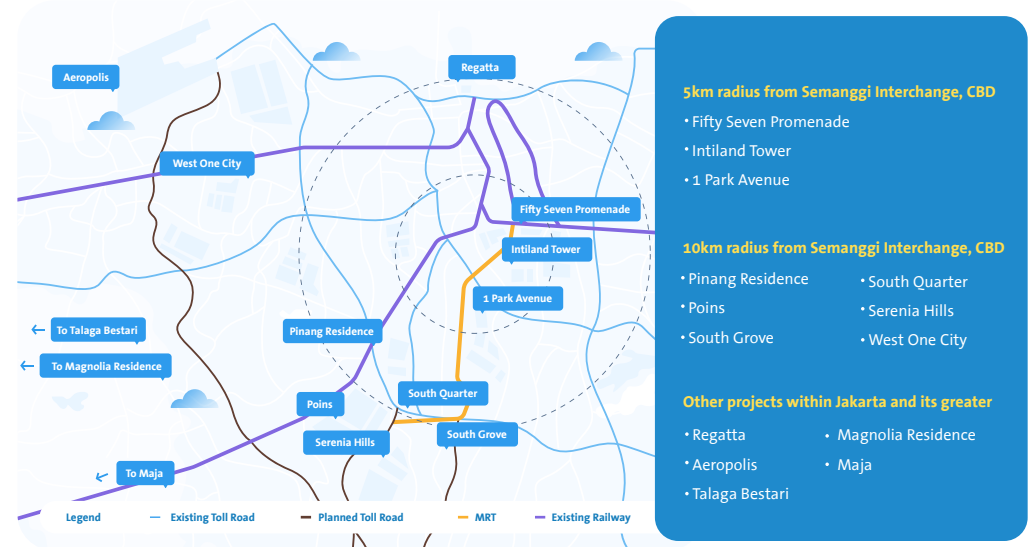 Regatta
Aeropolis
West One City
Fifty Seven Promenade
Intiland Tower
1 Park Avenue
Pinang Residence
To Talaga Bestari
To Magnolia Residence
South Quarter
Poins
Serenia Hills
South Grove
To Maja
Legend
Existing Toll Road
Planned Toll Road
MRT
Existing Railway
5km radius from Semanggi Interchange, CBD
• Fifty Seven Promenade
• Intiland Tower
• 1 Park Avenue
10km radius from Semanggi Interchange, CBD
• Pinang Residence
• Poins
• South Grove
• South Quarter
• Serenia Hills
• West One City
Other projects within Jakarta and its greater
• Regatta
• Aeropolis
• Talaga Bestari
• Magnolia Residence
• Maja